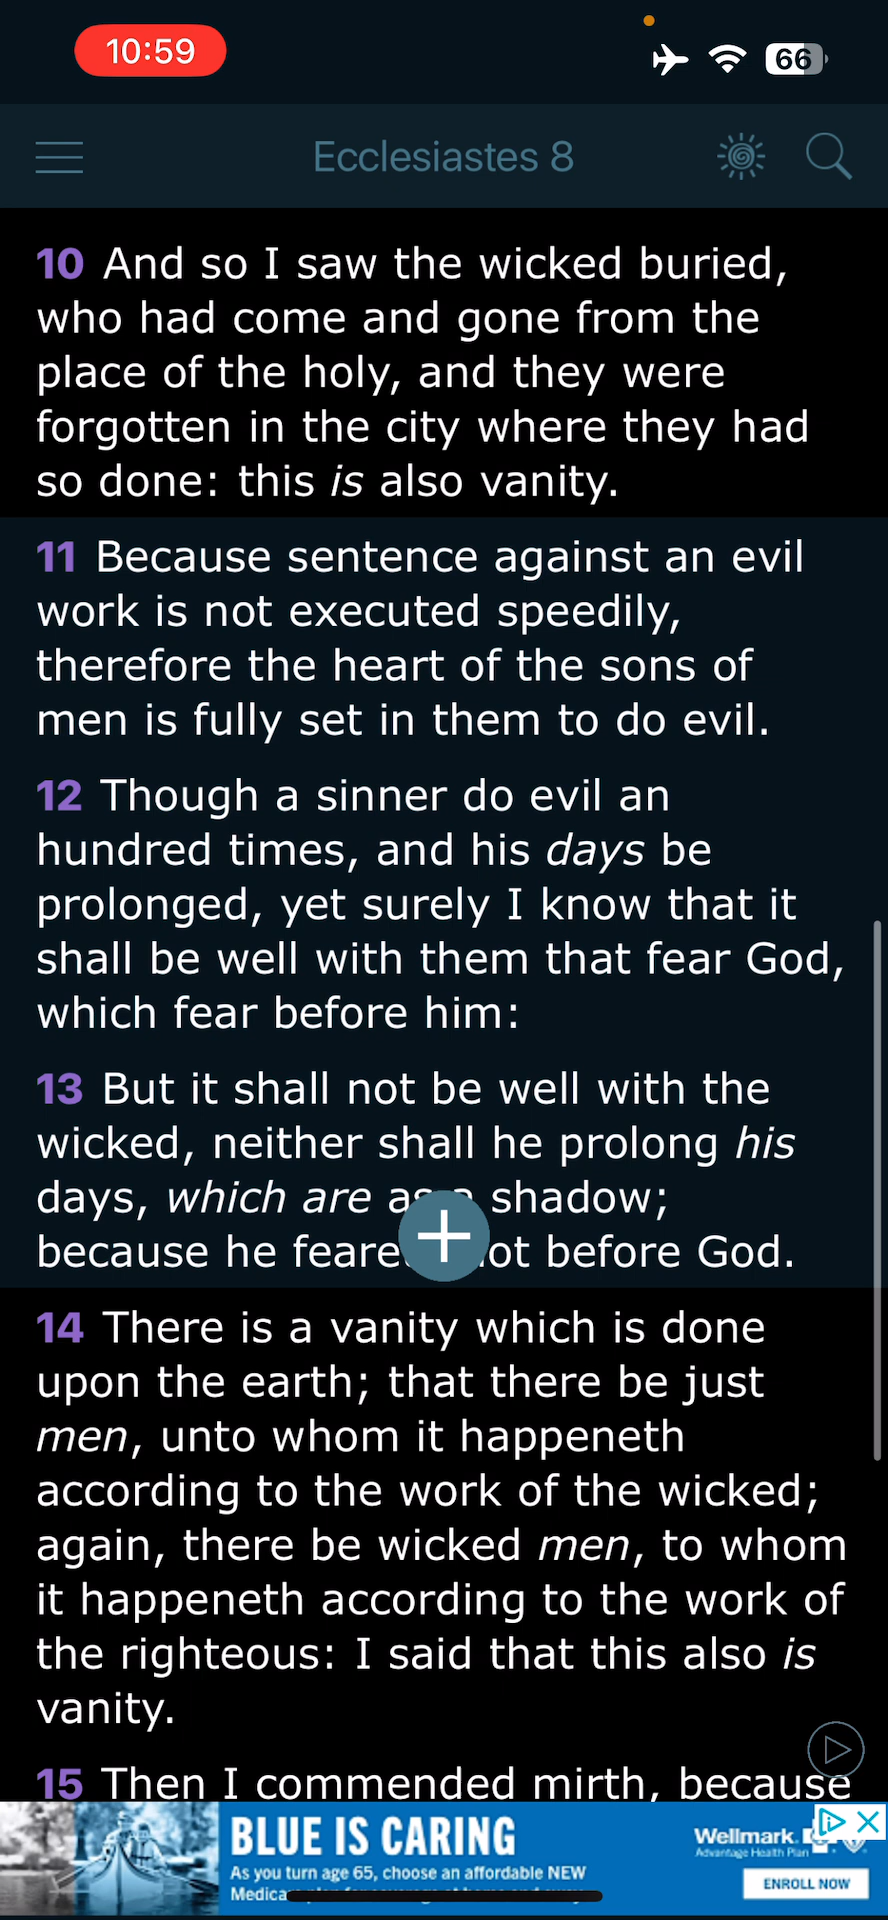 10:59
66
Ecclesiastes 8
10 And so I saw the wicked buried,
who had come and gone from the
place of the holy, and they were
forgotten in the city where they had
so done: this is also vanity.
11 Because sentence against an evil
work is not executed speedily,
therefore the heart of the sons of
men is fully set in them to do evil.
12 Though a sinner do evil an
hundred times, and his days be
prolonged, yet surely I know that it
shall be well with them that fear God,
which fear before him:
13 But it shall not be well with the
wicked, neither shall he prolong his
days, which are as a shadow;
because he before God.
14 There is a vanity which is done
upon the earth; that there be just
men, unto whom it happeneth
according to the work of the wicked;
again, there be wicked men, to whom
it happeneth according to the work of
the righteous: I said that this also is
vanity.
15 Then I commended mirth, because
BLUE IS CARING
As you turn age 65, choose an affordable NEW
Wellmark
Advantage Health Plan
ENROLL NOW